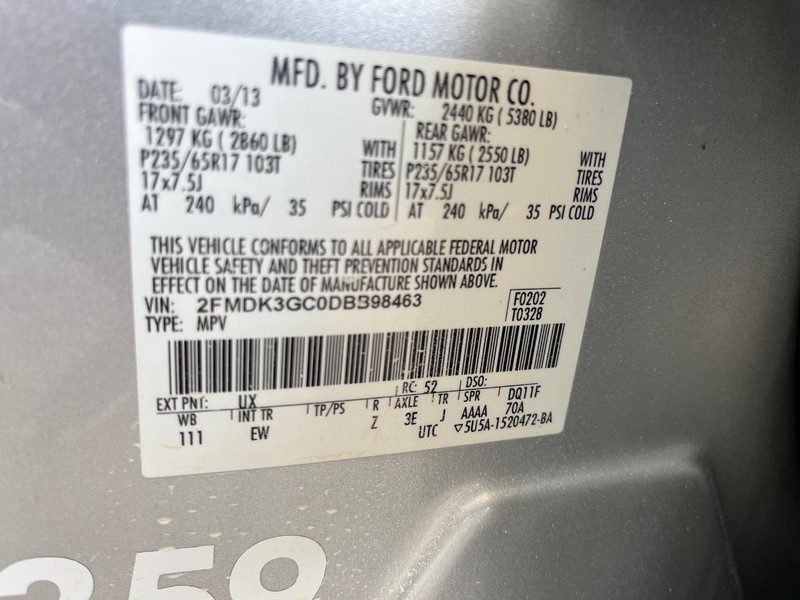 MFD. BY FORD MOTOR CO.
DATE: 03/13 GVWR: 2440 KG ( 5380 LB)
FRONT GAWR: REAR GAWR:
1297 KG ( 2860 LB) WITH 1157 KG ( 2550 LB) WITH
P235/65R17 103T TIRES P235/65R17 103T TIRES
17x7.5J RIMS 17x7.5J RIMS
AT 240 kPa/ 35 PSI COLD AT 240 kPa/ 35 PSI COLD
THIS VEHICLE CONFORMS TO ALL APPLICABLE FEDERAL MOTOR
VEHICLE SAFETY AND THEFT PREVENTION STANDARDS IN
EFFECT ON THE DATE OF MANUFACTURE SHOWN ABOVE.
VIN: 2FMDK3GC0DBB98463 F0202
TYPE: MPV T0328
EXT PNT: UX RC: 52 DSO:
WB INT TR TP/PS R AXLE TR SPR DQ11F
111 EW Z 3E J AAAA 70A
UTC ▽5U5A-1520472-BA